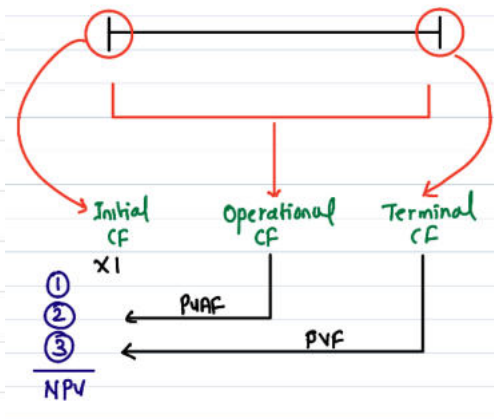 Initial
CF
Operational
CF
Terminal
CF
X1
①
②
PVAF
③
PVF
NPV